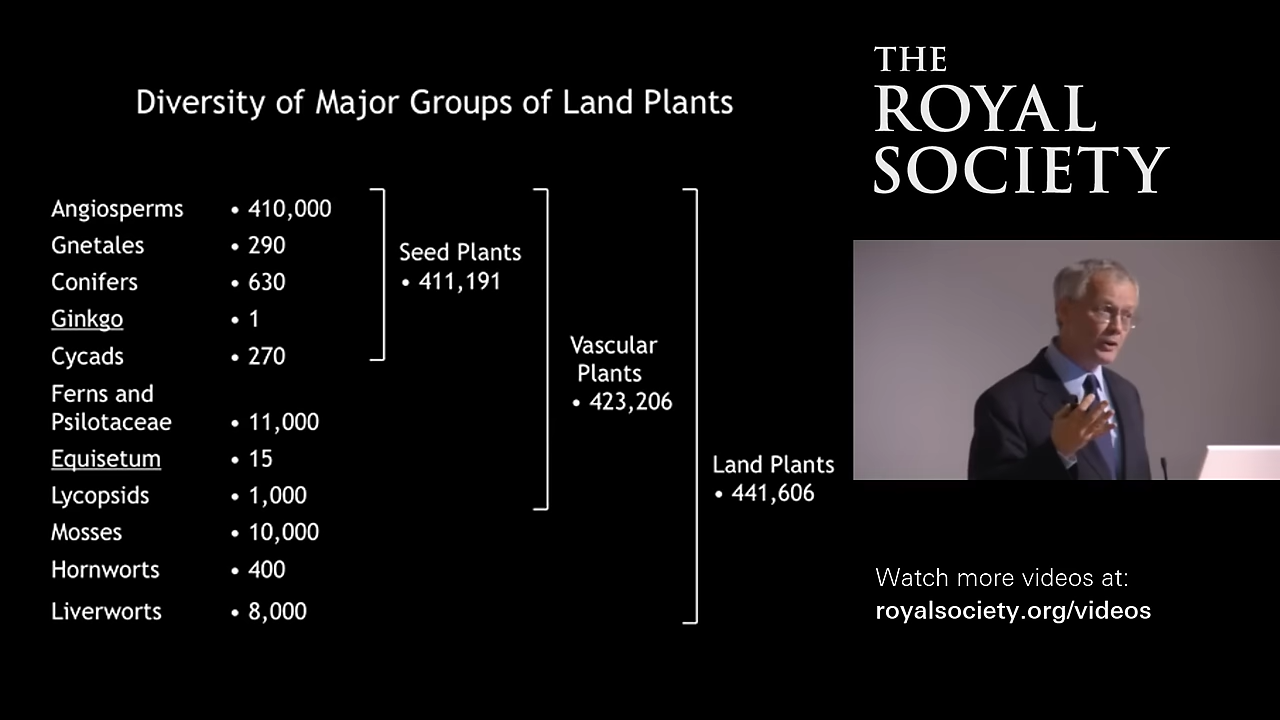 Diversity of Major Groups of Land Plants
Angiosperms • 410,000
Gnetales • 290
Conifers • 630
Ginkgo • 1
Cycads • 270
Ferns and
Psilotaceae • 11,000
Equisetum • 15
Lycopsids • 1,000
Mosses • 10,000
Hornworts • 400
Liverworts • 8,000
Seed Plants
• 411,191
Vascular
Plants
• 423,206
Land Plants
• 441,606
THE
ROYAL
SOCIETY
Watch more videos at:
royalsociety.org/videos